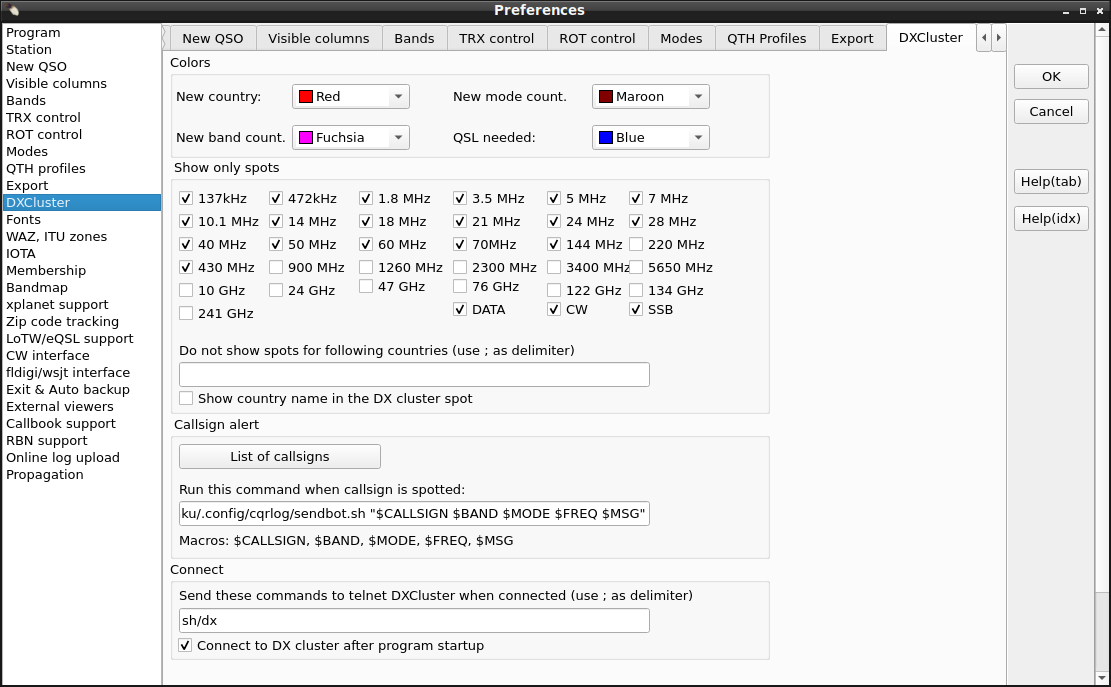 Preferences
Program
Station
New QSO
Visible columns
Bands
TRX control
ROT control
Modes
QTH profiles
Export
DXCluster
Fonts
WAZ, ITU zones
IOTA
Membership
Bandmap
xplanet support
Zip code tracking
LoTW/eQSL support
CW interface
fldigi/wsjt interface
Exit & Auto backup
External viewers
Callbook support
RBN support
Online log upload
Propagation
New QSO Visible columns Bands TRX control ROT control Modes QTH Profiles Export DXCluster
Colors
New country: Red New mode count. Maroon
New band count. Fuchsia QSL needed: Blue
Show only spots
137kHz 472kHz 1.8 MHz 3.5 MHz 5 MHz 7 MHz
10.1 MHz 14 MHz 18 MHz 21 MHz 24 MHz 28 MHz
40 MHz 50 MHz 60 MHz 70MHz 144 MHz 220 MHz
430 MHz 900 MHz 1260 MHz 2300 MHz 3400 MHz 5650 MHz
10 GHz 24 GHz 47 GHz 76 GHz 122 GHz 134 GHz
241 GHz DATA CW SSB
Do not show spots for following countries (use ; as delimiter)
Show country name in the DX cluster spot
Callsign alert
List of callsigns
Run this command when callsign is spotted:
ku/.config/cqrlog/sendbot.sh "$CALLSIGN $BAND $MODE $FREQ $MSG"
Macros: $CALLSIGN, $BAND, $MODE, $FREQ, $MSG
Connect
Send these commands to telnet DXCluster when connected (use ; as delimiter)
sh/dx
Connect to DX cluster after program startup
OK
Cancel
Help(tab)
Help(idx)